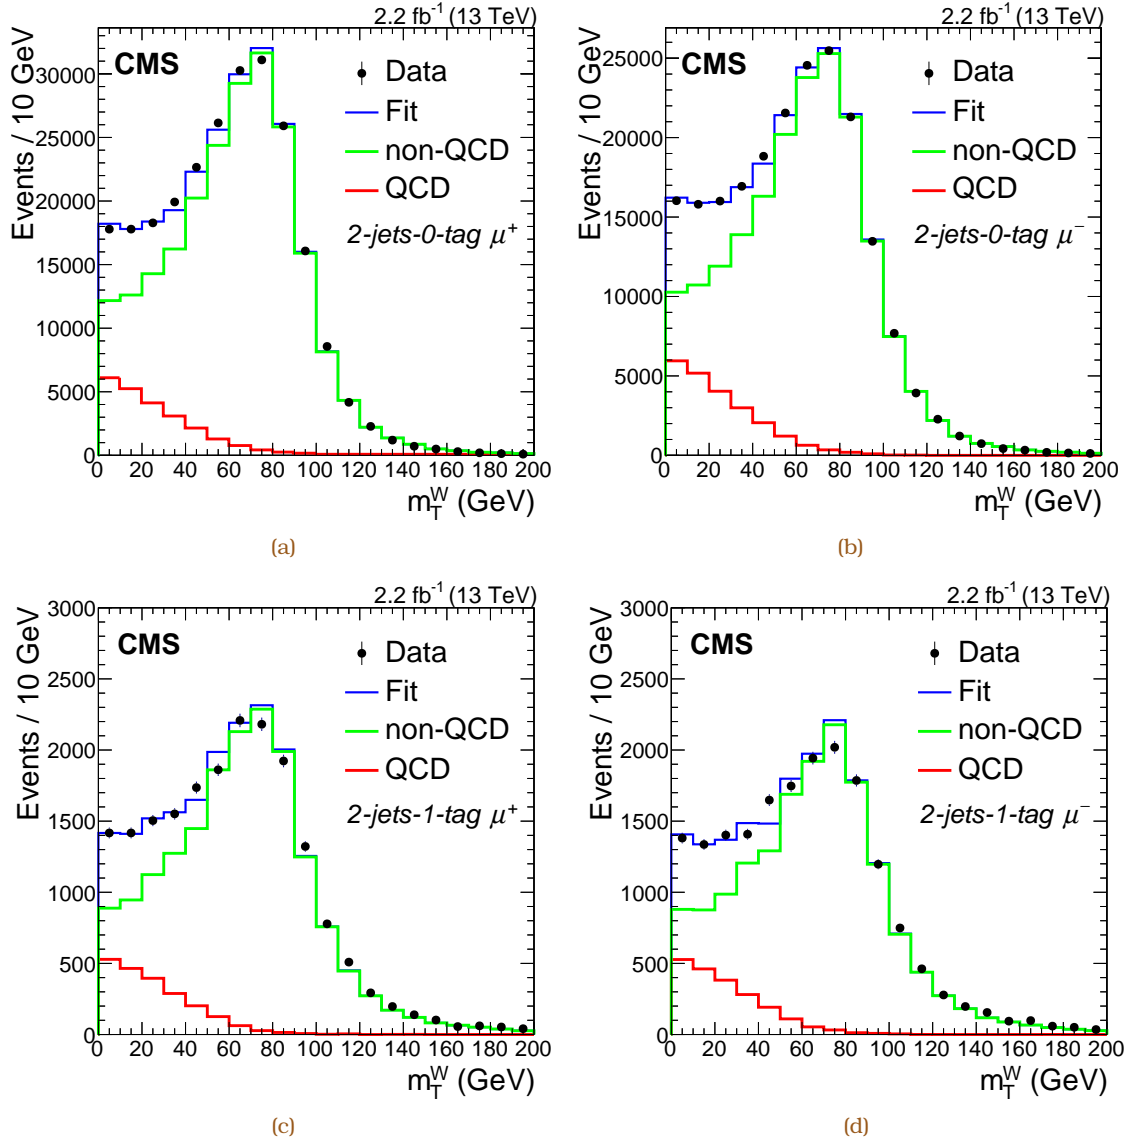 2.2 fb⁻¹ (13 TeV)
CMS
Data
Fit
non-QCD
QCD
2-jets-0-tag μ⁺
Events / 10 GeV
30000
25000
20000
15000
10000
5000
0
0 20 40 60 80 100 120 140 160 180 200
m_T^W (GeV)
(a)
2.2 fb⁻¹ (13 TeV)
CMS
Data
Fit
non-QCD
QCD
2-jets-0-tag μ⁻
Events / 10 GeV
25000
20000
15000
10000
5000
0
0 20 40 60 80 100 120 140 160 180 200
m_T^W (GeV)
(b)
2.2 fb⁻¹ (13 TeV)
CMS
Data
Fit
non-QCD
QCD
2-jets-1-tag μ⁺
Events / 10 GeV
3000
2500
2000
1500
1000
500
0
0 20 40 60 80 100 120 140 160 180 200
m_T^W (GeV)
(c)
2.2 fb⁻¹ (13 TeV)
CMS
Data
Fit
non-QCD
QCD
2-jets-1-tag μ⁻
Events / 10 GeV
3000
2500
2000
1500
1000
500
0
0 20 40 60 80 100 120 140 160 180 200
m_T^W (GeV)
(d)